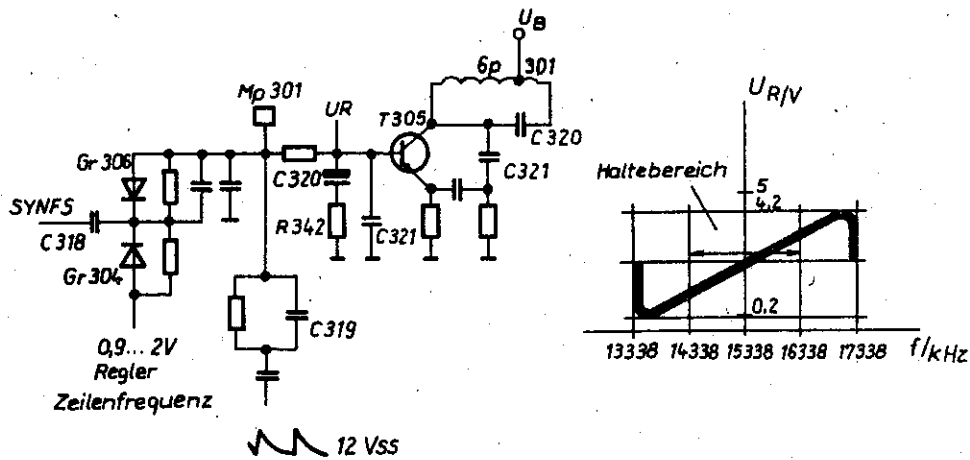 U_B
6p 301
Mp 301
UR
T305
C320
Gr 306
C320
C321
SYNFS
R342
C321
C318
Gr 304
C319
0,9... 2V
Regler
Zeilenfrequenz
12 Vss
U_R/V
Haltebereich
5
4,2
0,2
13338 14338 15338 16338 17338 f/kHz